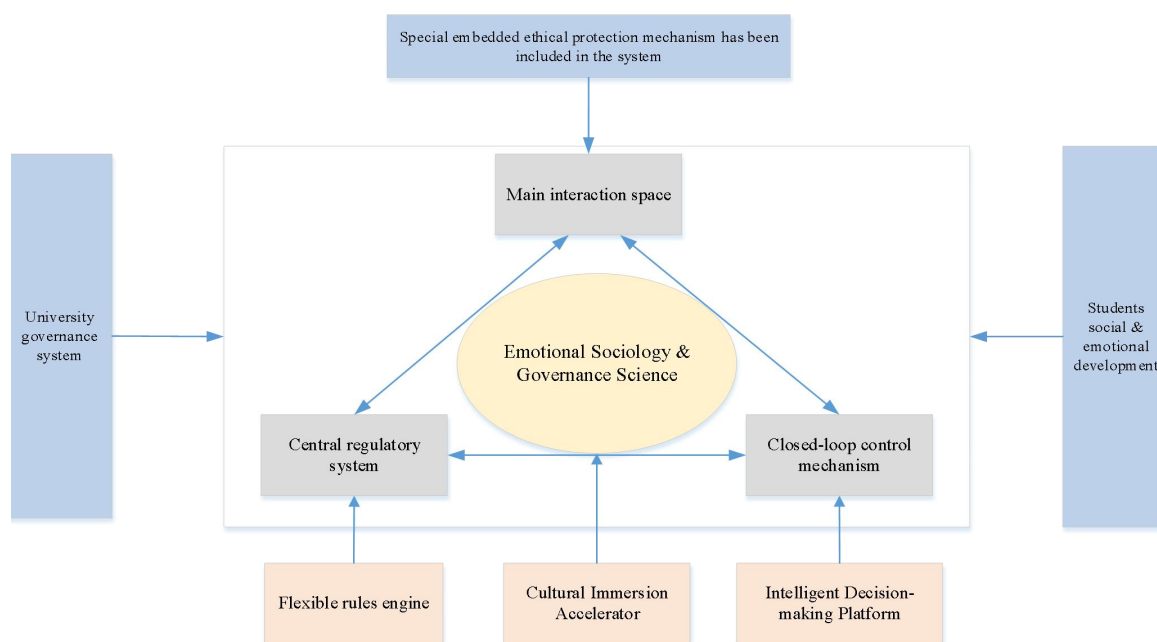 Special embedded ethical protection mechanism has been
included in the system
Main interaction space
University
governance
system
Emotional Sociology &
Governance Science
Students
social &
emotional
development
Central regulatory
system
Closed-loop control
mechanism
Flexible rules engine
Cultural Immersion
Accelerator
Intelligent Decision-
making Platform